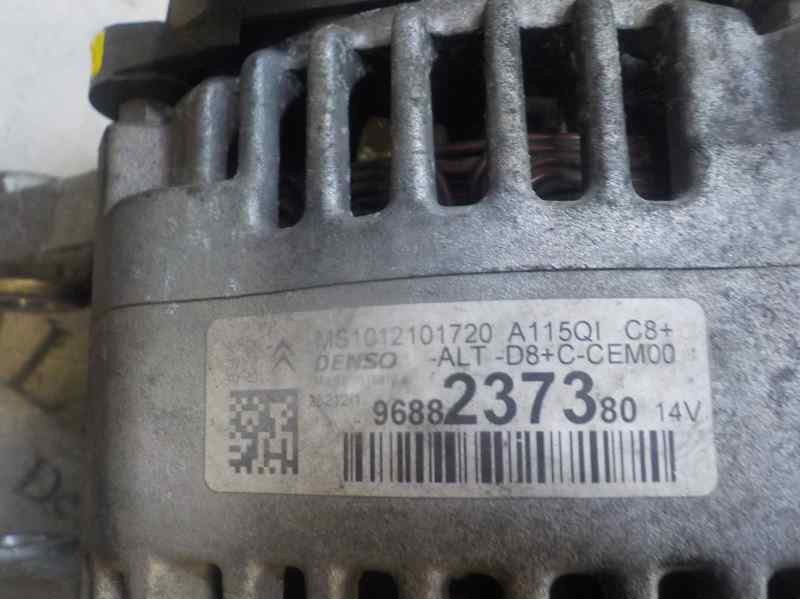 MS1012101720 A115QI C8+
DENSO -ALT -D8+C-CEM00
9688237380 14V